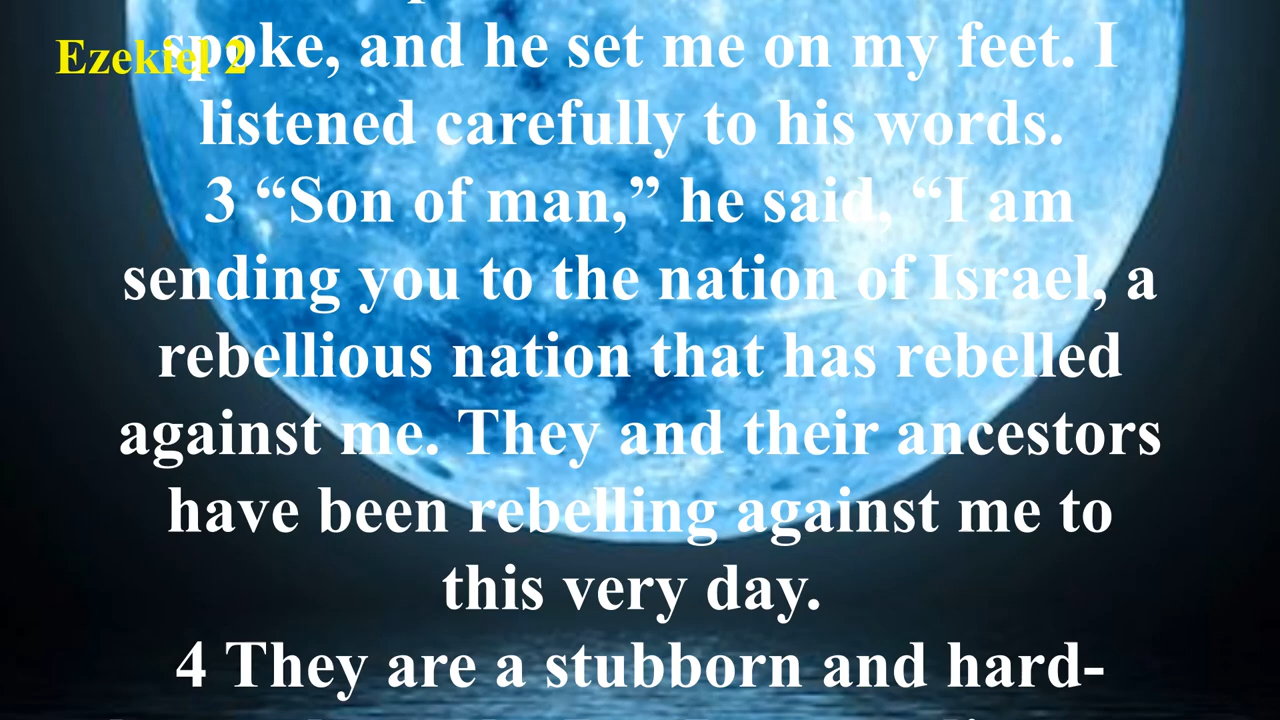 Ezekiel 2
spoke, and he set me on my feet. I
listened carefully to his words.
3 “Son of man,” he said, “I am
sending you to the nation of Israel, a
rebellious nation that has rebelled
against me. They and their ancestors
have been rebelling against me to
this very day.
4 They are a stubborn and hard-